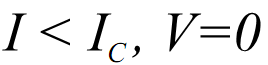 I < I_C, V=0